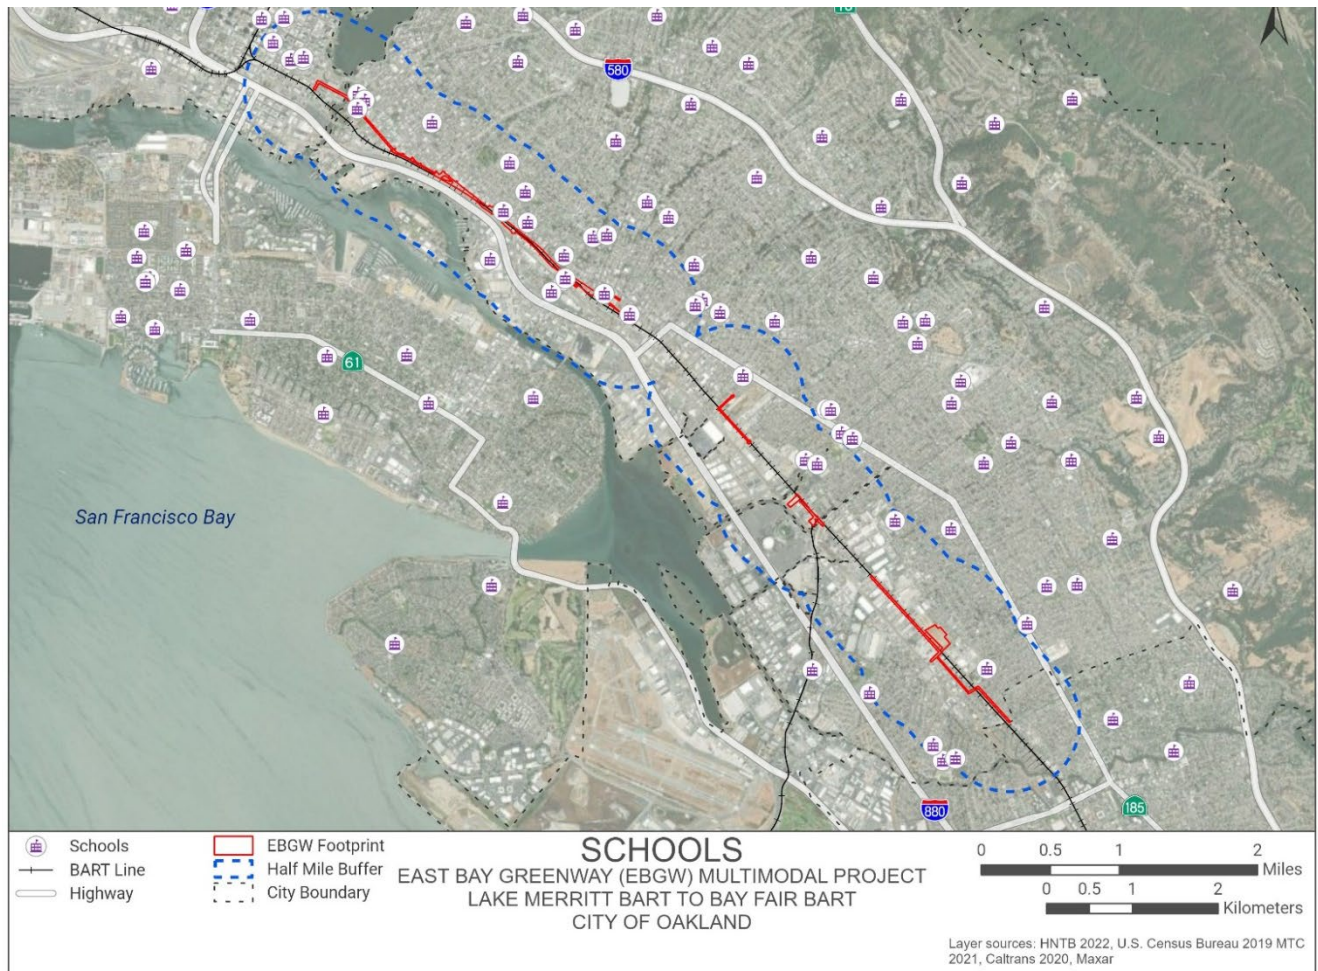 13
580
61
San Francisco Bay
880
185
Schools
BART Line
Highway
EBGW Footprint
Half Mile Buffer
City Boundary
SCHOOLS
EAST BAY GREENWAY (EBGW) MULTIMODAL PROJECT
LAKE MERRITT BART TO BAY FAIR BART
CITY OF OAKLAND
0 0.5 1 2
Miles
0 0.5 1 2
Kilometers
Layer sources: HNTB 2022, U.S. Census Bureau 2019 MTC
2021, Caltrans 2020, Maxar